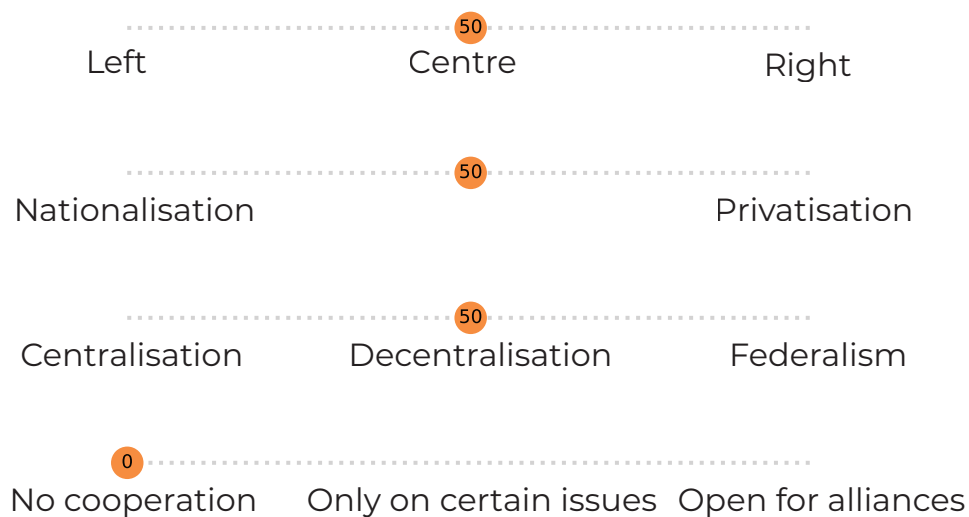 50
Left Centre Right
50
Nationalisation Privatisation
50
Centralisation Decentralisation Federalism
0
No cooperation Only on certain issues Open for alliances